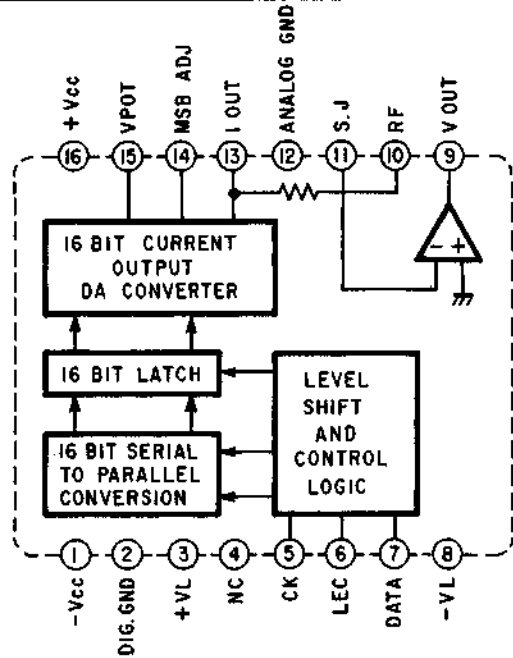 +Vcc
VPOT
MSB ADJ
I OUT
ANALOG GND
S.J
RF
V OUT
16
15
14
13
12
11
10
9
16 BIT CURRENT
OUTPUT
DA CONVERTER
- +
16 BIT LATCH
LEVEL
SHIFT
AND
CONTROL
LOGIC
16 BIT SERIAL
TO PARALLEL
CONVERSION
1
2
3
4
5
6
7
8
-Vcc
DIG.GND
+VL
NC
CK
LEC
DATA
-VL